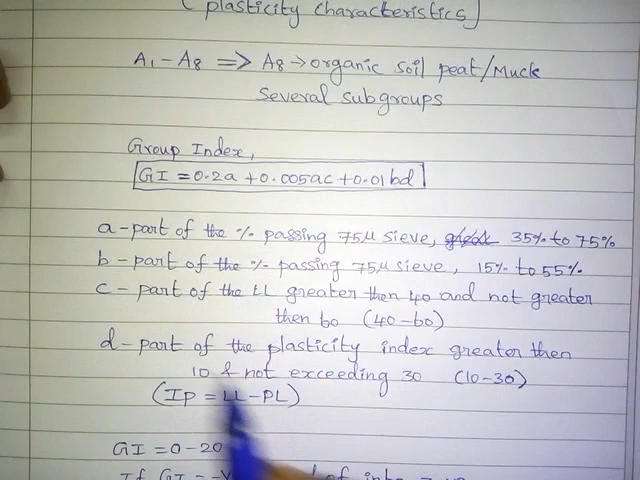 (plasticity characteristics)
A1-A8 => A8 → organic soil peat/Muck
Several subgroups
Group Index,
GI = 0.2a + 0.005ac + 0.01bd
a - part of the % passing 75μ sieve, 35% to 75%
b - part of the % passing 75μ sieve, 15% to 55%
c - part of the LL greater then 40 and not greater
then 60 (40-60)
d - part of the plasticity index greater then
10 & not exceeding 30 (10-30)
(Ip = LL - PL)
GI = 0-20
If GI = -ve